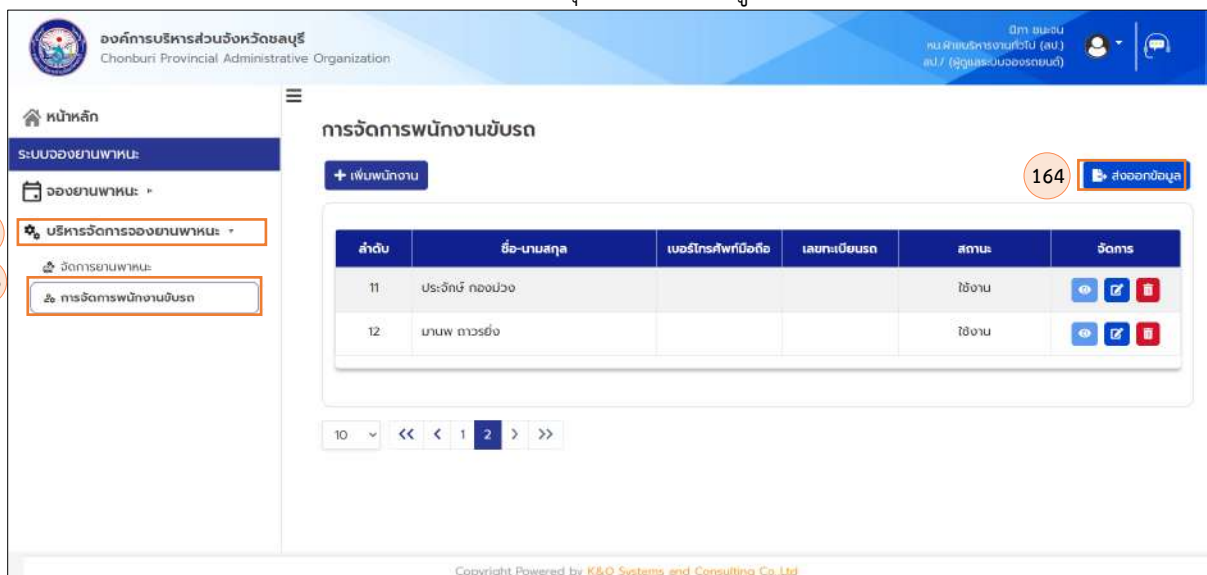 องค์การบริหารส่วนจังหวัดชลบุรี
Chonburi Provincial Administrative Organization
หน้าหลัก
ระบบจองยานพาหนะ
จองยานพาหนะ
บริหารจัดการจองยานพาหนะ
จัดการยานพาหนะ
การจัดการพนักงานขับรถ
การจัดการพนักงานขับรถ
+ เพิ่มพนักงาน
164
ส่งออกข้อมูล
ลำดับ ชื่อ-นามสกุล เบอร์โทรศัพท์มือถือ เลขทะเบียนรถ สถานะ จัดการ
11 ประจักษ์ กองม่วง ใช้งาน
12 มานพ ถาวรยิ่ง ใช้งาน
10 << < 1 2 > >>
Copyright Powered by K&O Systems and Consulting Co.,Ltd